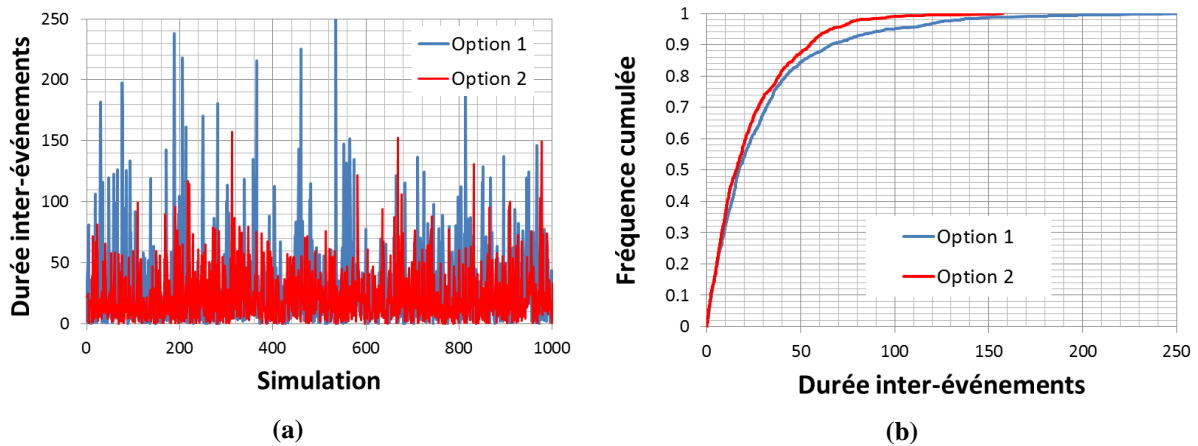 Durée inter-événements
250
200
150
100
50
0
Option 1
Option 2
0
200
400
600
800
1000
Simulation
(a)
Fréquence cumulée
1
0.9
0.8
0.7
0.6
0.5
0.4
0.3
0.2
0.1
0
Option 1
Option 2
0
50
100
150
200
250
Durée inter-événements
(b)